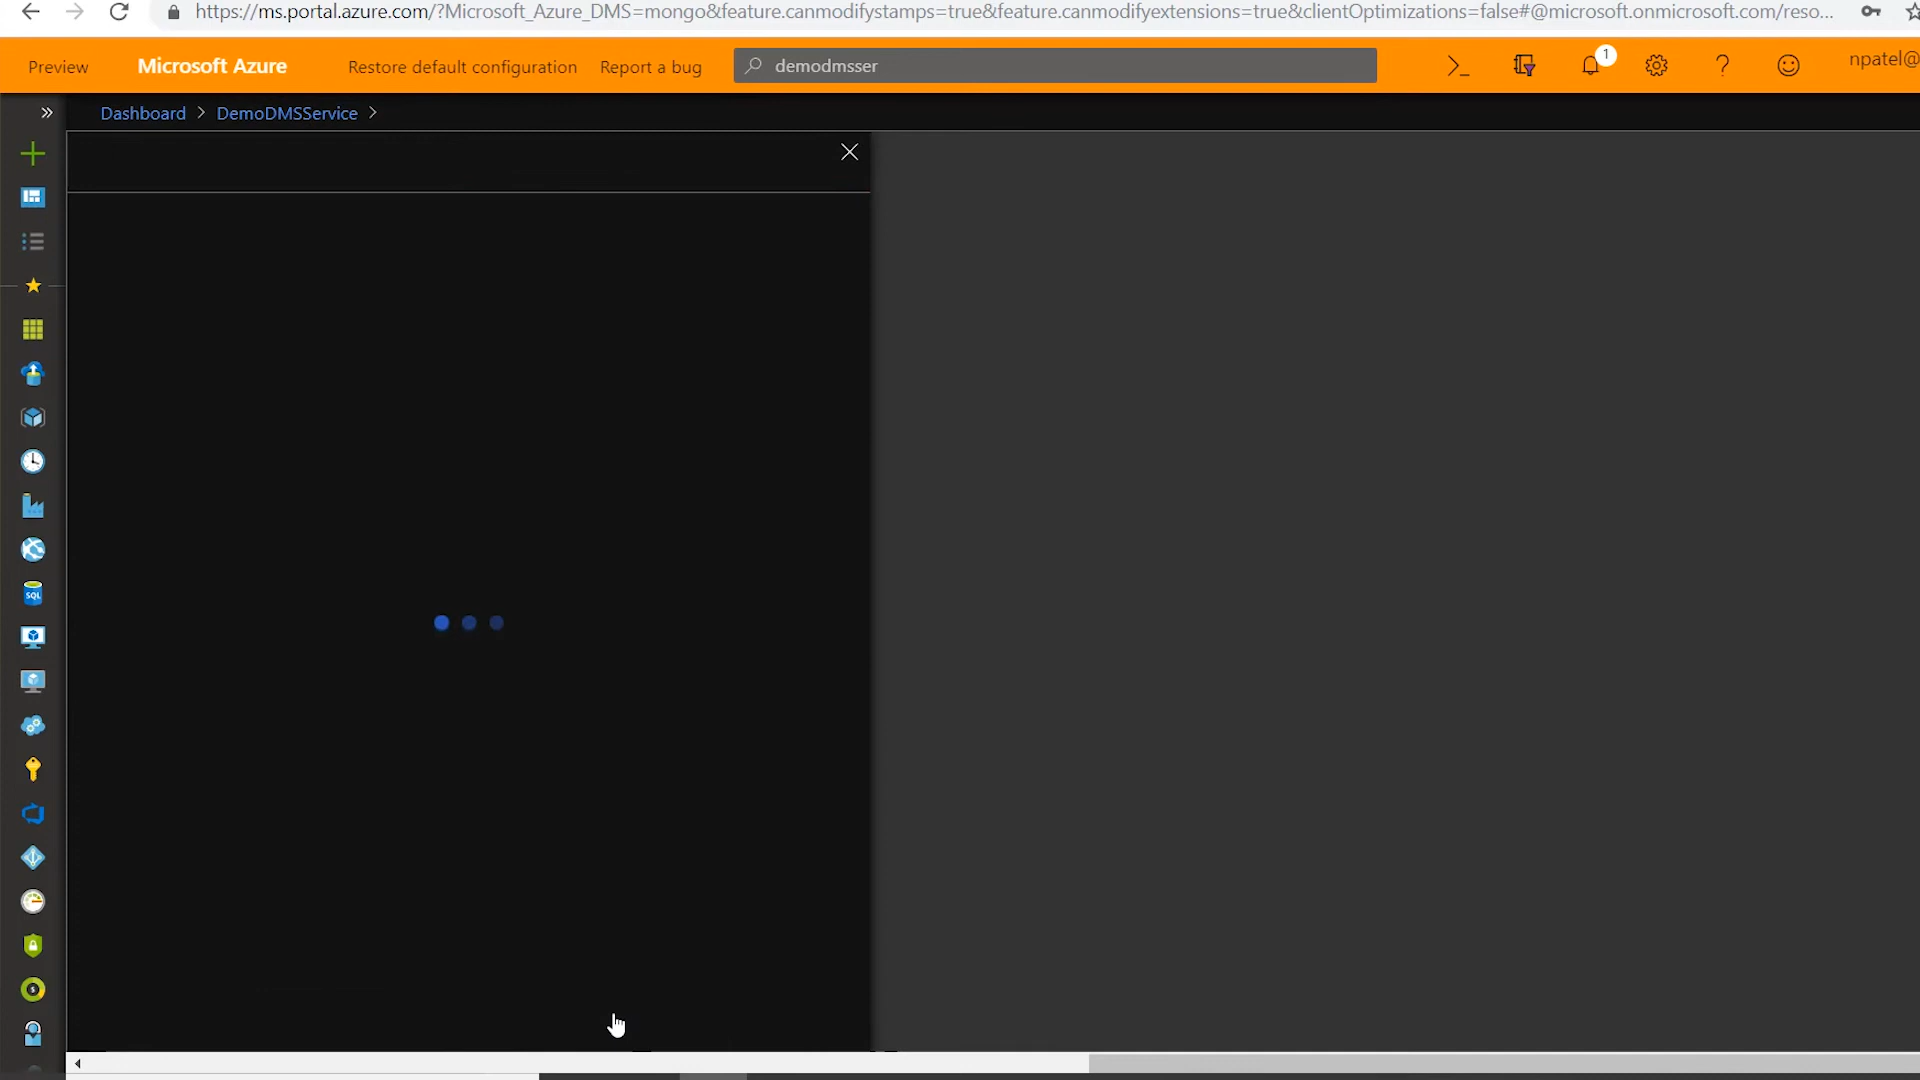 https://ms.portal.azure.com/?Microsoft_Azure_DMS=mongo&feature.canmodifystamps=true&feature.canmodifyextensions=true&clientOptimizations=false#@microsoft.onmicrosoft.com/reso...
Preview Microsoft Azure Restore default configuration Report a bug demodmsser >_ 1 ? npatel@
» Dashboard > DemoDMSService >
SQL